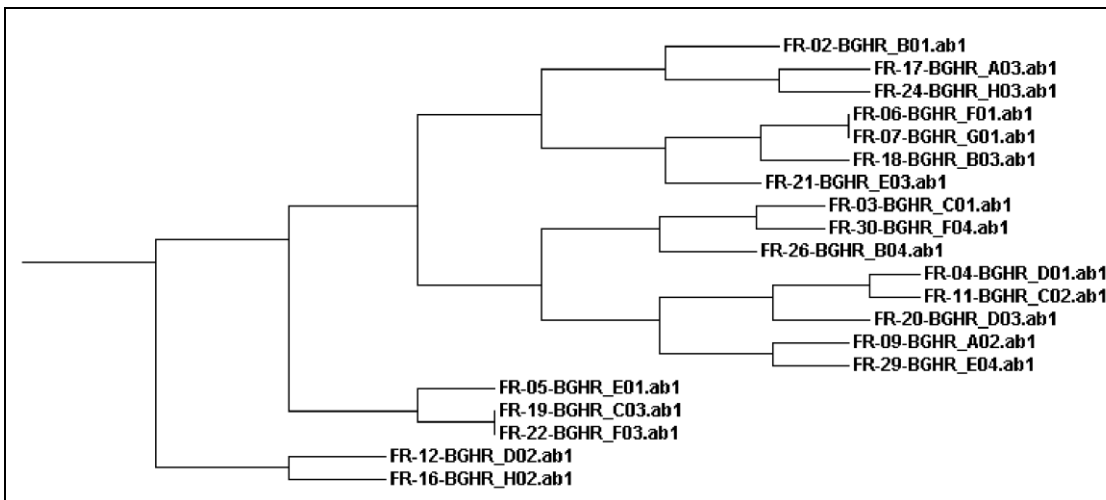 FR-02-BGHR_B01.ab1
FR-17-BGHR_A03.ab1
FR-24-BGHR_H03.ab1
FR-06-BGHR_F01.ab1
FR-07-BGHR_G01.ab1
FR-18-BGHR_B03.ab1
FR-21-BGHR_E03.ab1
FR-03-BGHR_C01.ab1
FR-30-BGHR_F04.ab1
FR-26-BGHR_B04.ab1
FR-04-BGHR_D01.ab1
FR-11-BGHR_C02.ab1
FR-20-BGHR_D03.ab1
FR-09-BGHR_A02.ab1
FR-29-BGHR_E04.ab1
FR-05-BGHR_E01.ab1
FR-19-BGHR_C03.ab1
FR-22-BGHR_F03.ab1
FR-12-BGHR_D02.ab1
FR-16-BGHR_H02.ab1